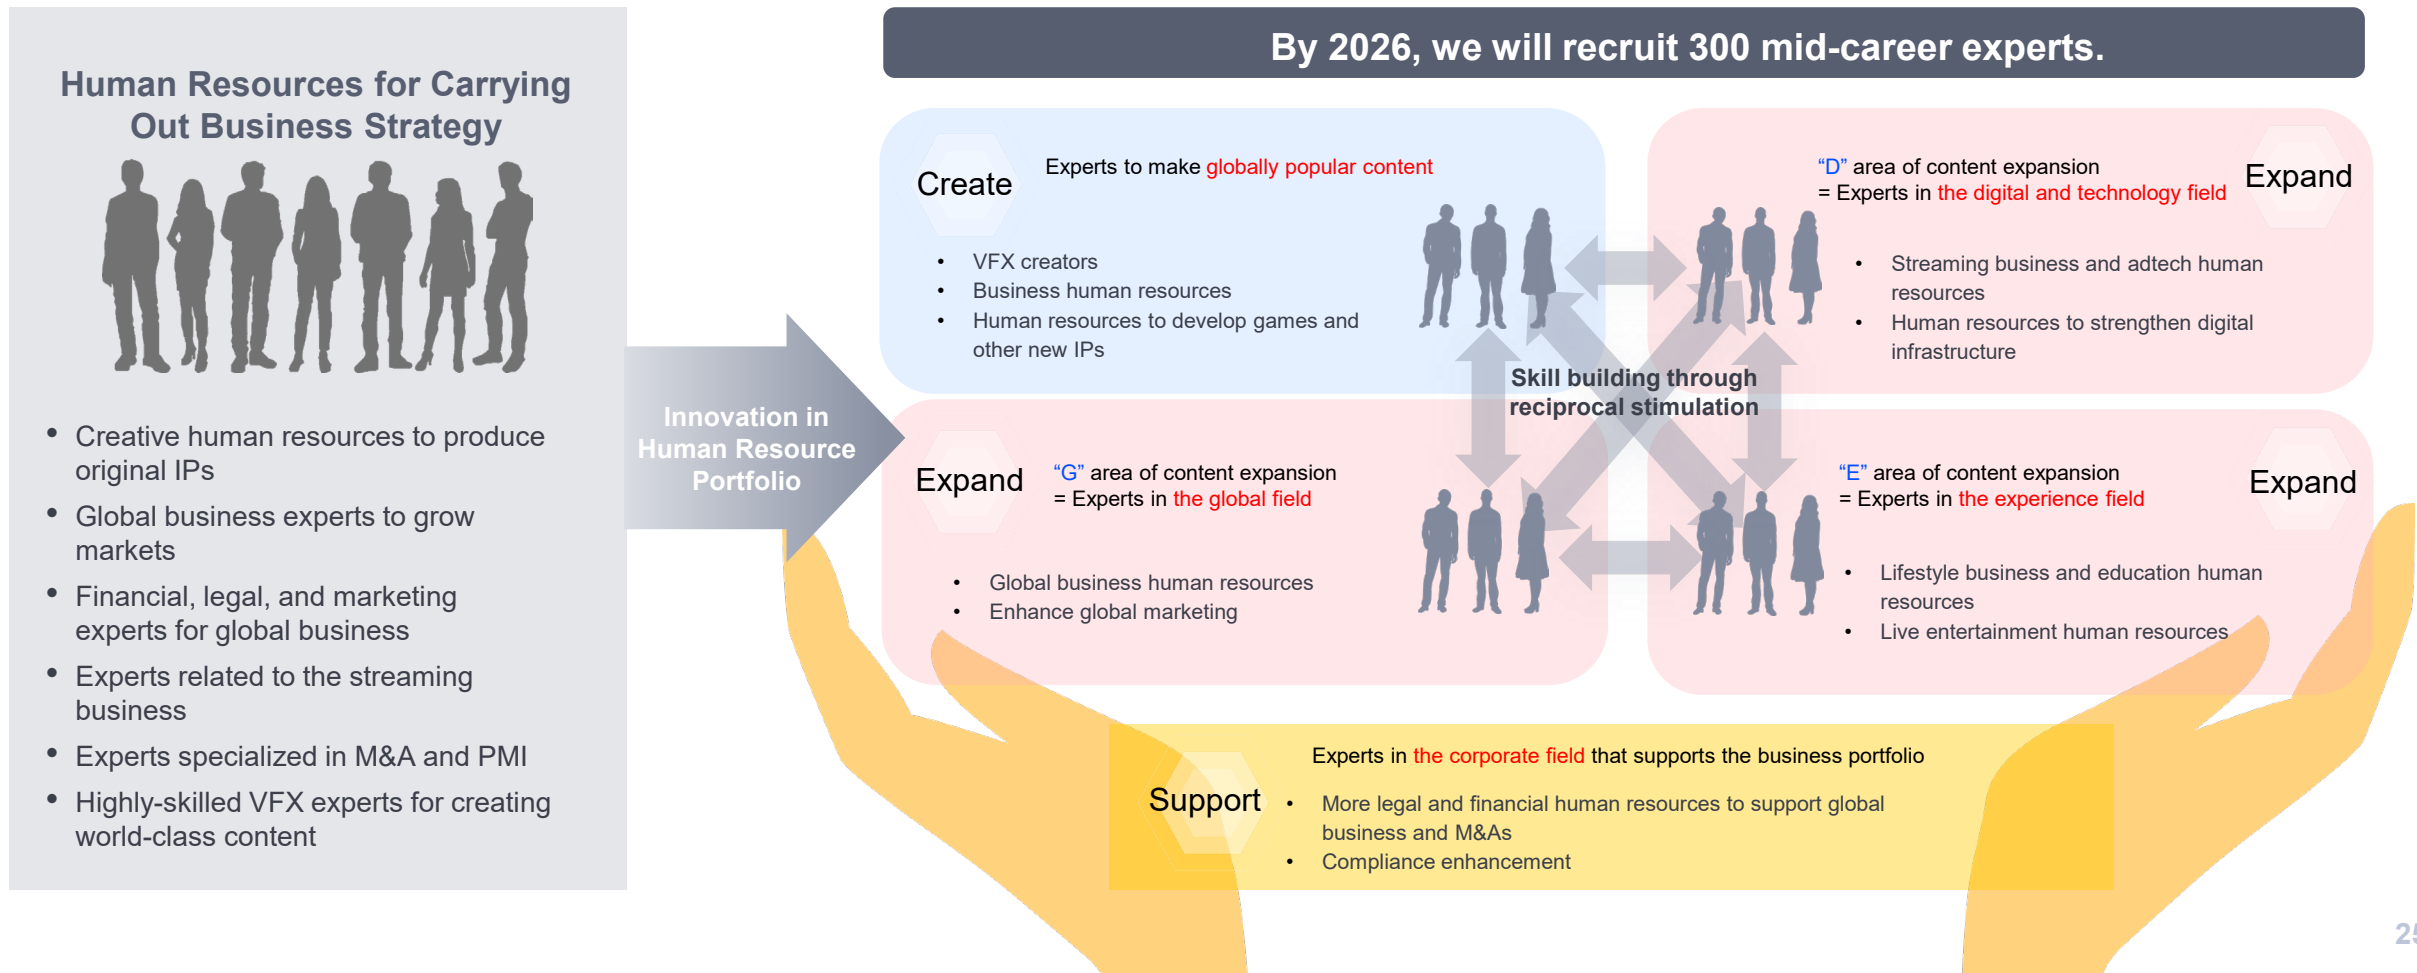 Human Resources for Carrying
Out Business Strategy
• Creative human resources to produce
original IPs
• Global business experts to grow
markets
• Financial, legal, and marketing
experts for global business
• Experts related to the streaming
business
• Experts specialized in M&A and PMI
• Highly-skilled VFX experts for creating
world-class content
Innovation in
Human Resource
Portfolio
By 2026, we will recruit 300 mid-career experts.
Create
Experts to make globally popular content
• VFX creators
• Business human resources
• Human resources to develop games and
other new IPs
“D” area of content expansion
= Experts in the digital and technology field
Expand
• Streaming business and adtech human
resources
• Human resources to strengthen digital
infrastructure
Skill building through
reciprocal stimulation
Expand
“G” area of content expansion
= Experts in the global field
• Global business human resources
• Enhance global marketing
“E” area of content expansion
= Experts in the experience field
Expand
• Lifestyle business and education human
resources
• Live entertainment human resources
Support
Experts in the corporate field that supports the business portfolio
• More legal and financial human resources to support global
business and M&As
• Compliance enhancement
25